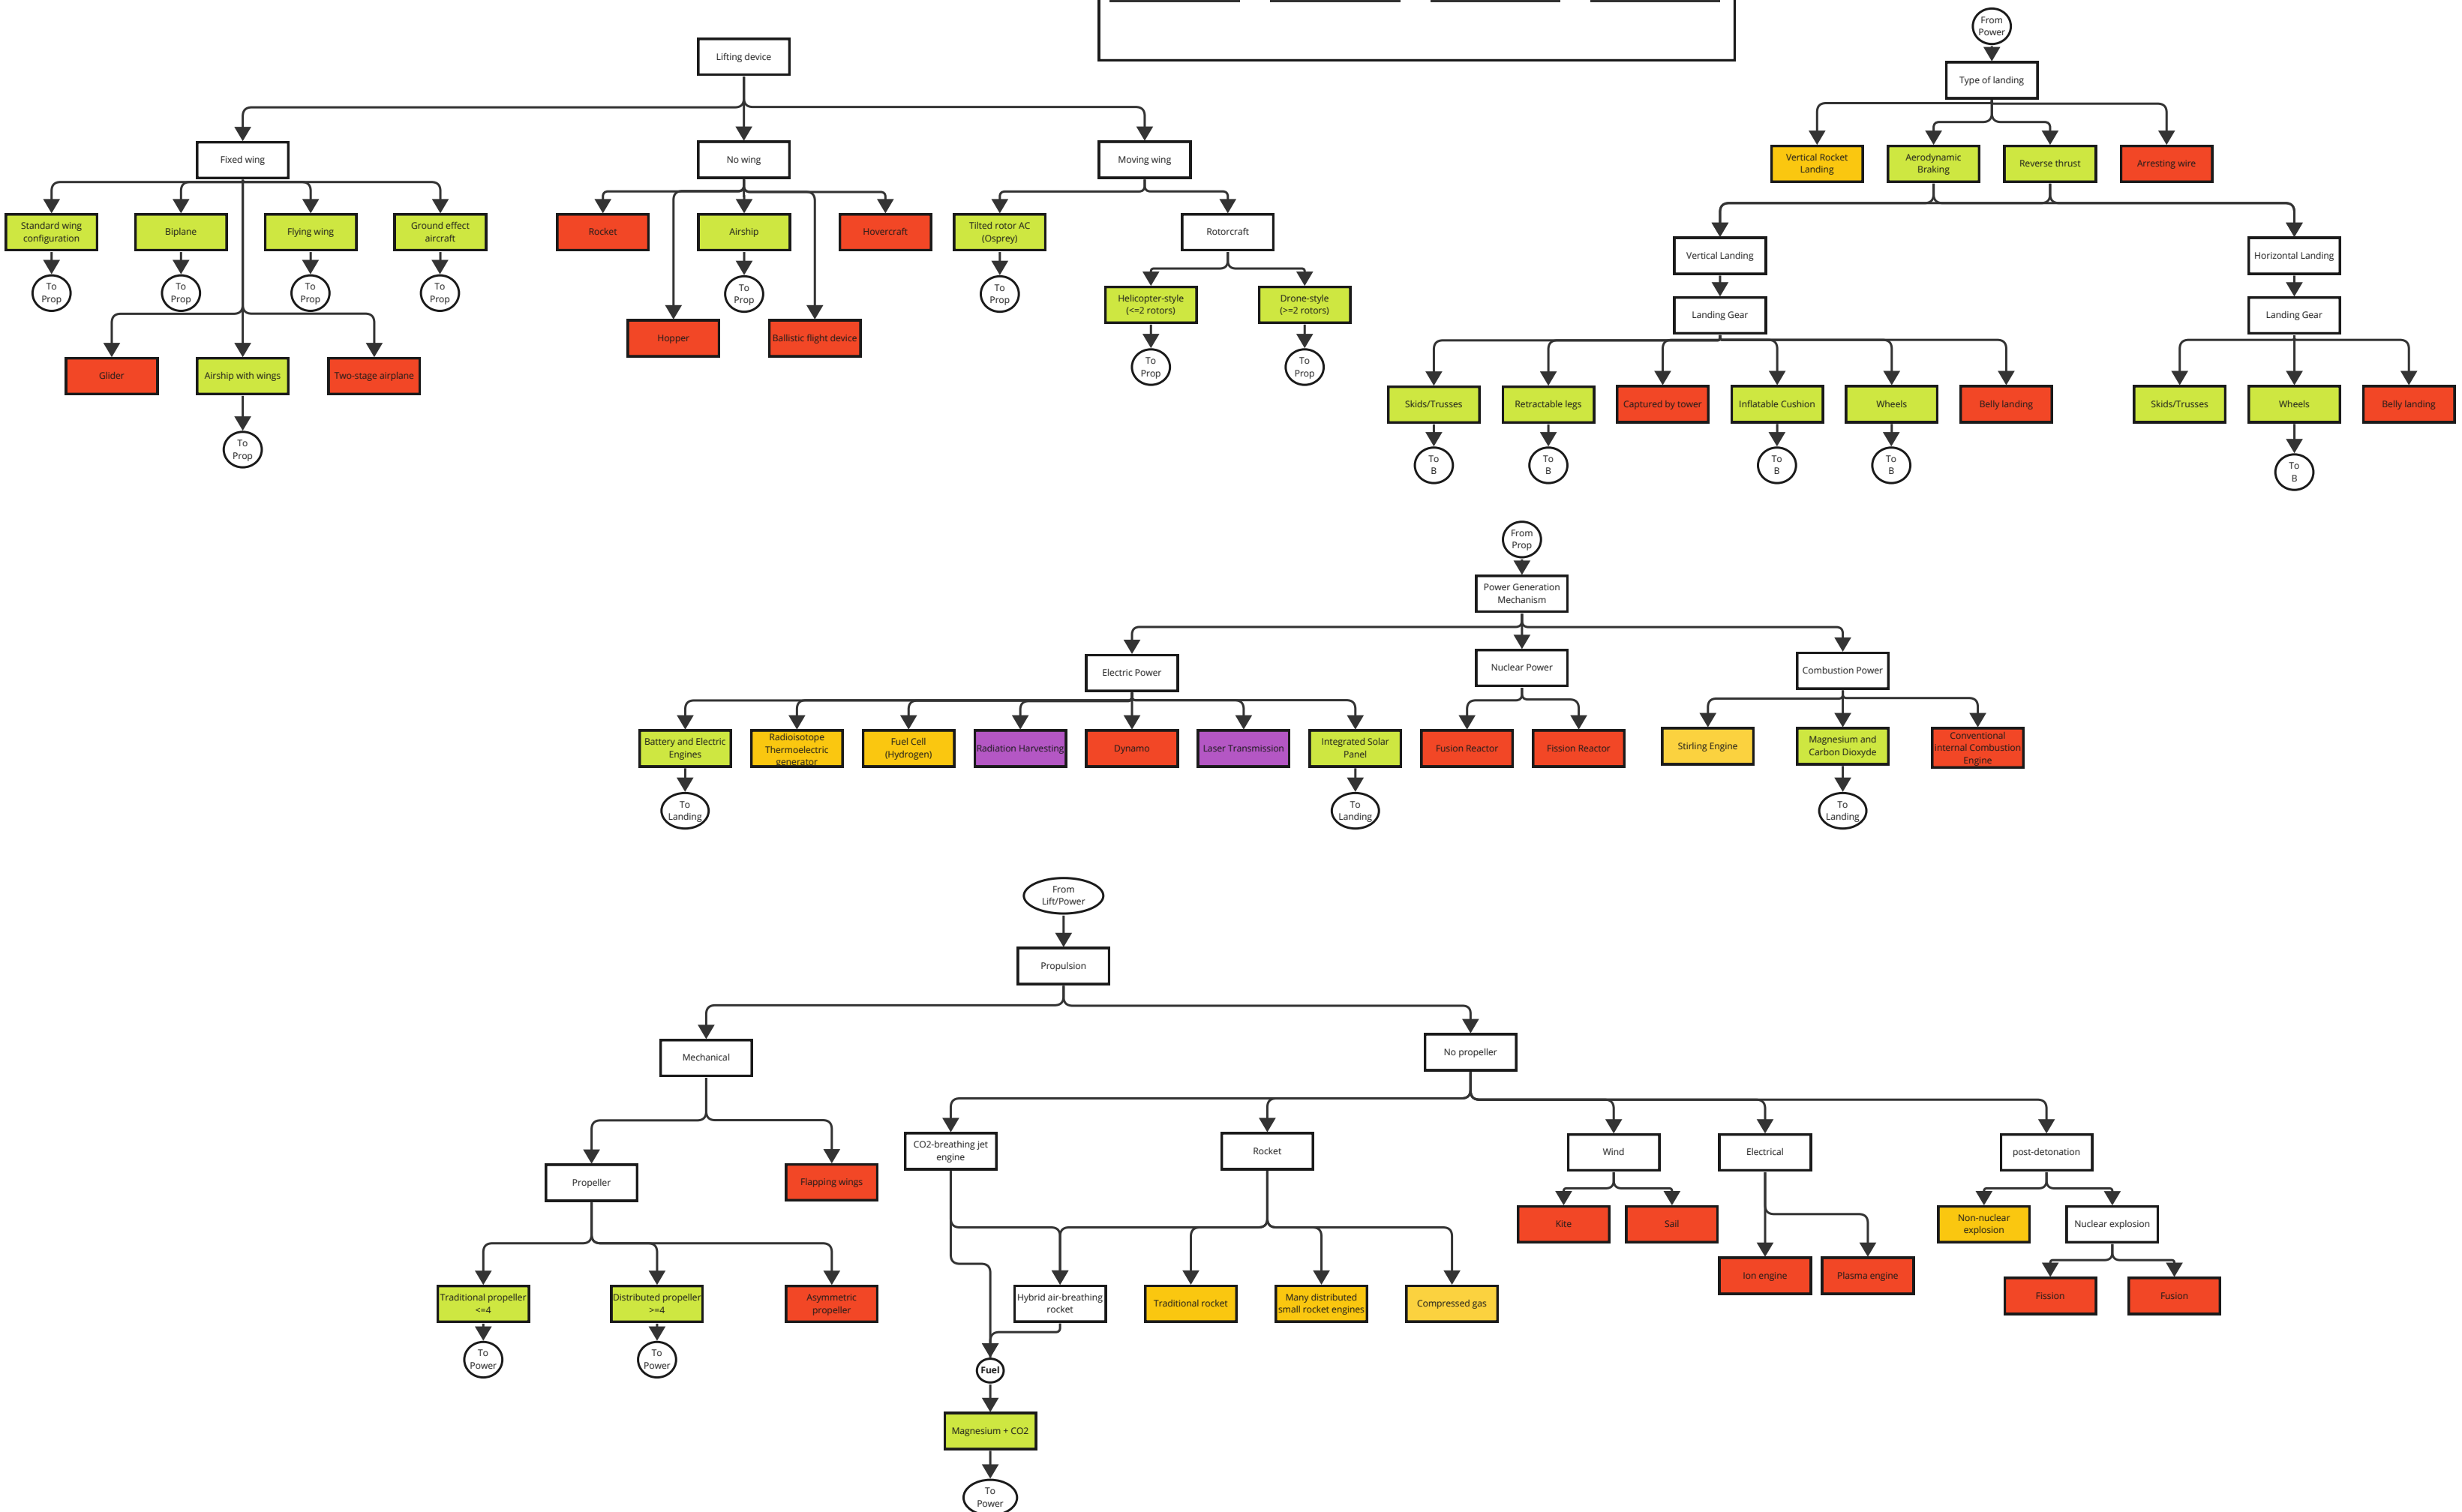 Lifting device
Fixed wing
No wing
Moving wing
Standard wing
configuration
Biplane
Flying wing
Ground effect
aircraft
Rocket
Airship
Hovercraft
Tilted rotor AC
(Osprey)
Rotorcraft
To
Prop
To
Prop
To
Prop
To
Prop
To
Prop
To
Prop
Helicopter-style
(<=2 rotors)
Drone-style
(>=2 rotors)
Hopper
Ballistic flight device
Glider
Airship with wings
Two-stage airplane
To
Prop
To
Prop
To
Prop
From
Power
Type of landing
Vertical Rocket
Landing
Aerodynamic
Braking
Reverse thrust
Arresting wire
Vertical Landing
Horizontal Landing
Landing Gear
Landing Gear
Skids/Trusses
Retractable legs
Captured by tower
Inflatable Cushion
Wheels
Belly landing
Skids/Trusses
Wheels
Belly landing
To
B
To
B
To
B
To
B
To
B
From
Prop
Power Generation
Mechanism
Electric Power
Nuclear Power
Combustion Power
Battery and Electric
Engines
Radioisotope
Thermoelectric
generator
Fuel Cell
(Hydrogen)
Radiation Harvesting
Dynamo
Laser Transmission
Integrated Solar
Panel
Fusion Reactor
Fission Reactor
Stirling Engine
Magnesium and
Carbon Dioxyde
Conventional
internal Combustion
Engine
To
Landing
To
Landing
To
Landing
From
Lift/Power
Propulsion
Mechanical
No propeller
Propeller
Flapping wings
CO2-breathing jet
engine
Rocket
Wind
Electrical
post-detonation
Kite
Sail
Non-nuclear
explosion
Nuclear explosion
Ion engine
Plasma engine
Fission
Fusion
Traditional propeller
<=4
Distributed propeller
>=4
Asymmetric
propeller
Hybrid air-breathing
rocket
Traditional rocket
Many distributed
small rocket engines
Compressed gas
To
Power
To
Power
Fuel
Magnesium + CO2
To
Power